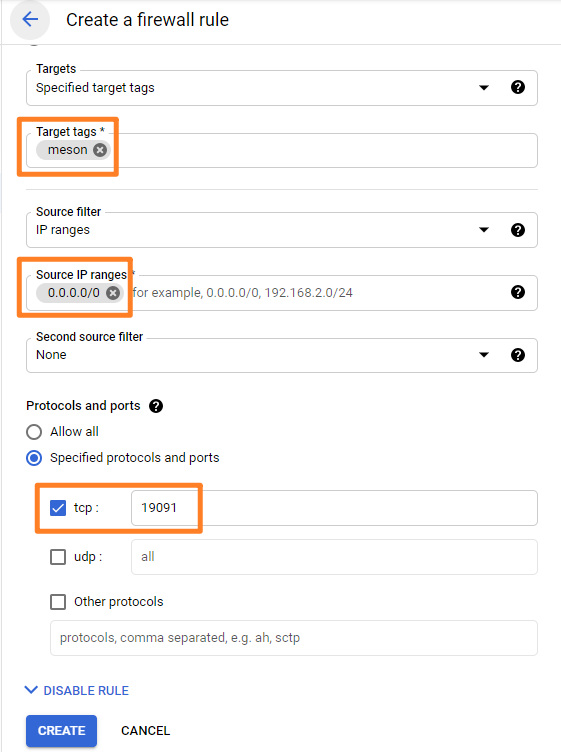 Create a firewall rule
Targets
Specified target tags
Target tags *
meson
Source filter
IP ranges
Source IP ranges *
0.0.0.0/0 for example, 0.0.0.0/0, 192.168.2.0/24
Second source filter
None
Protocols and ports
Allow all
Specified protocols and ports
tcp : 19091
udp : all
Other protocols
protocols, comma separated, e.g. ah, sctp
DISABLE RULE
CREATE CANCEL